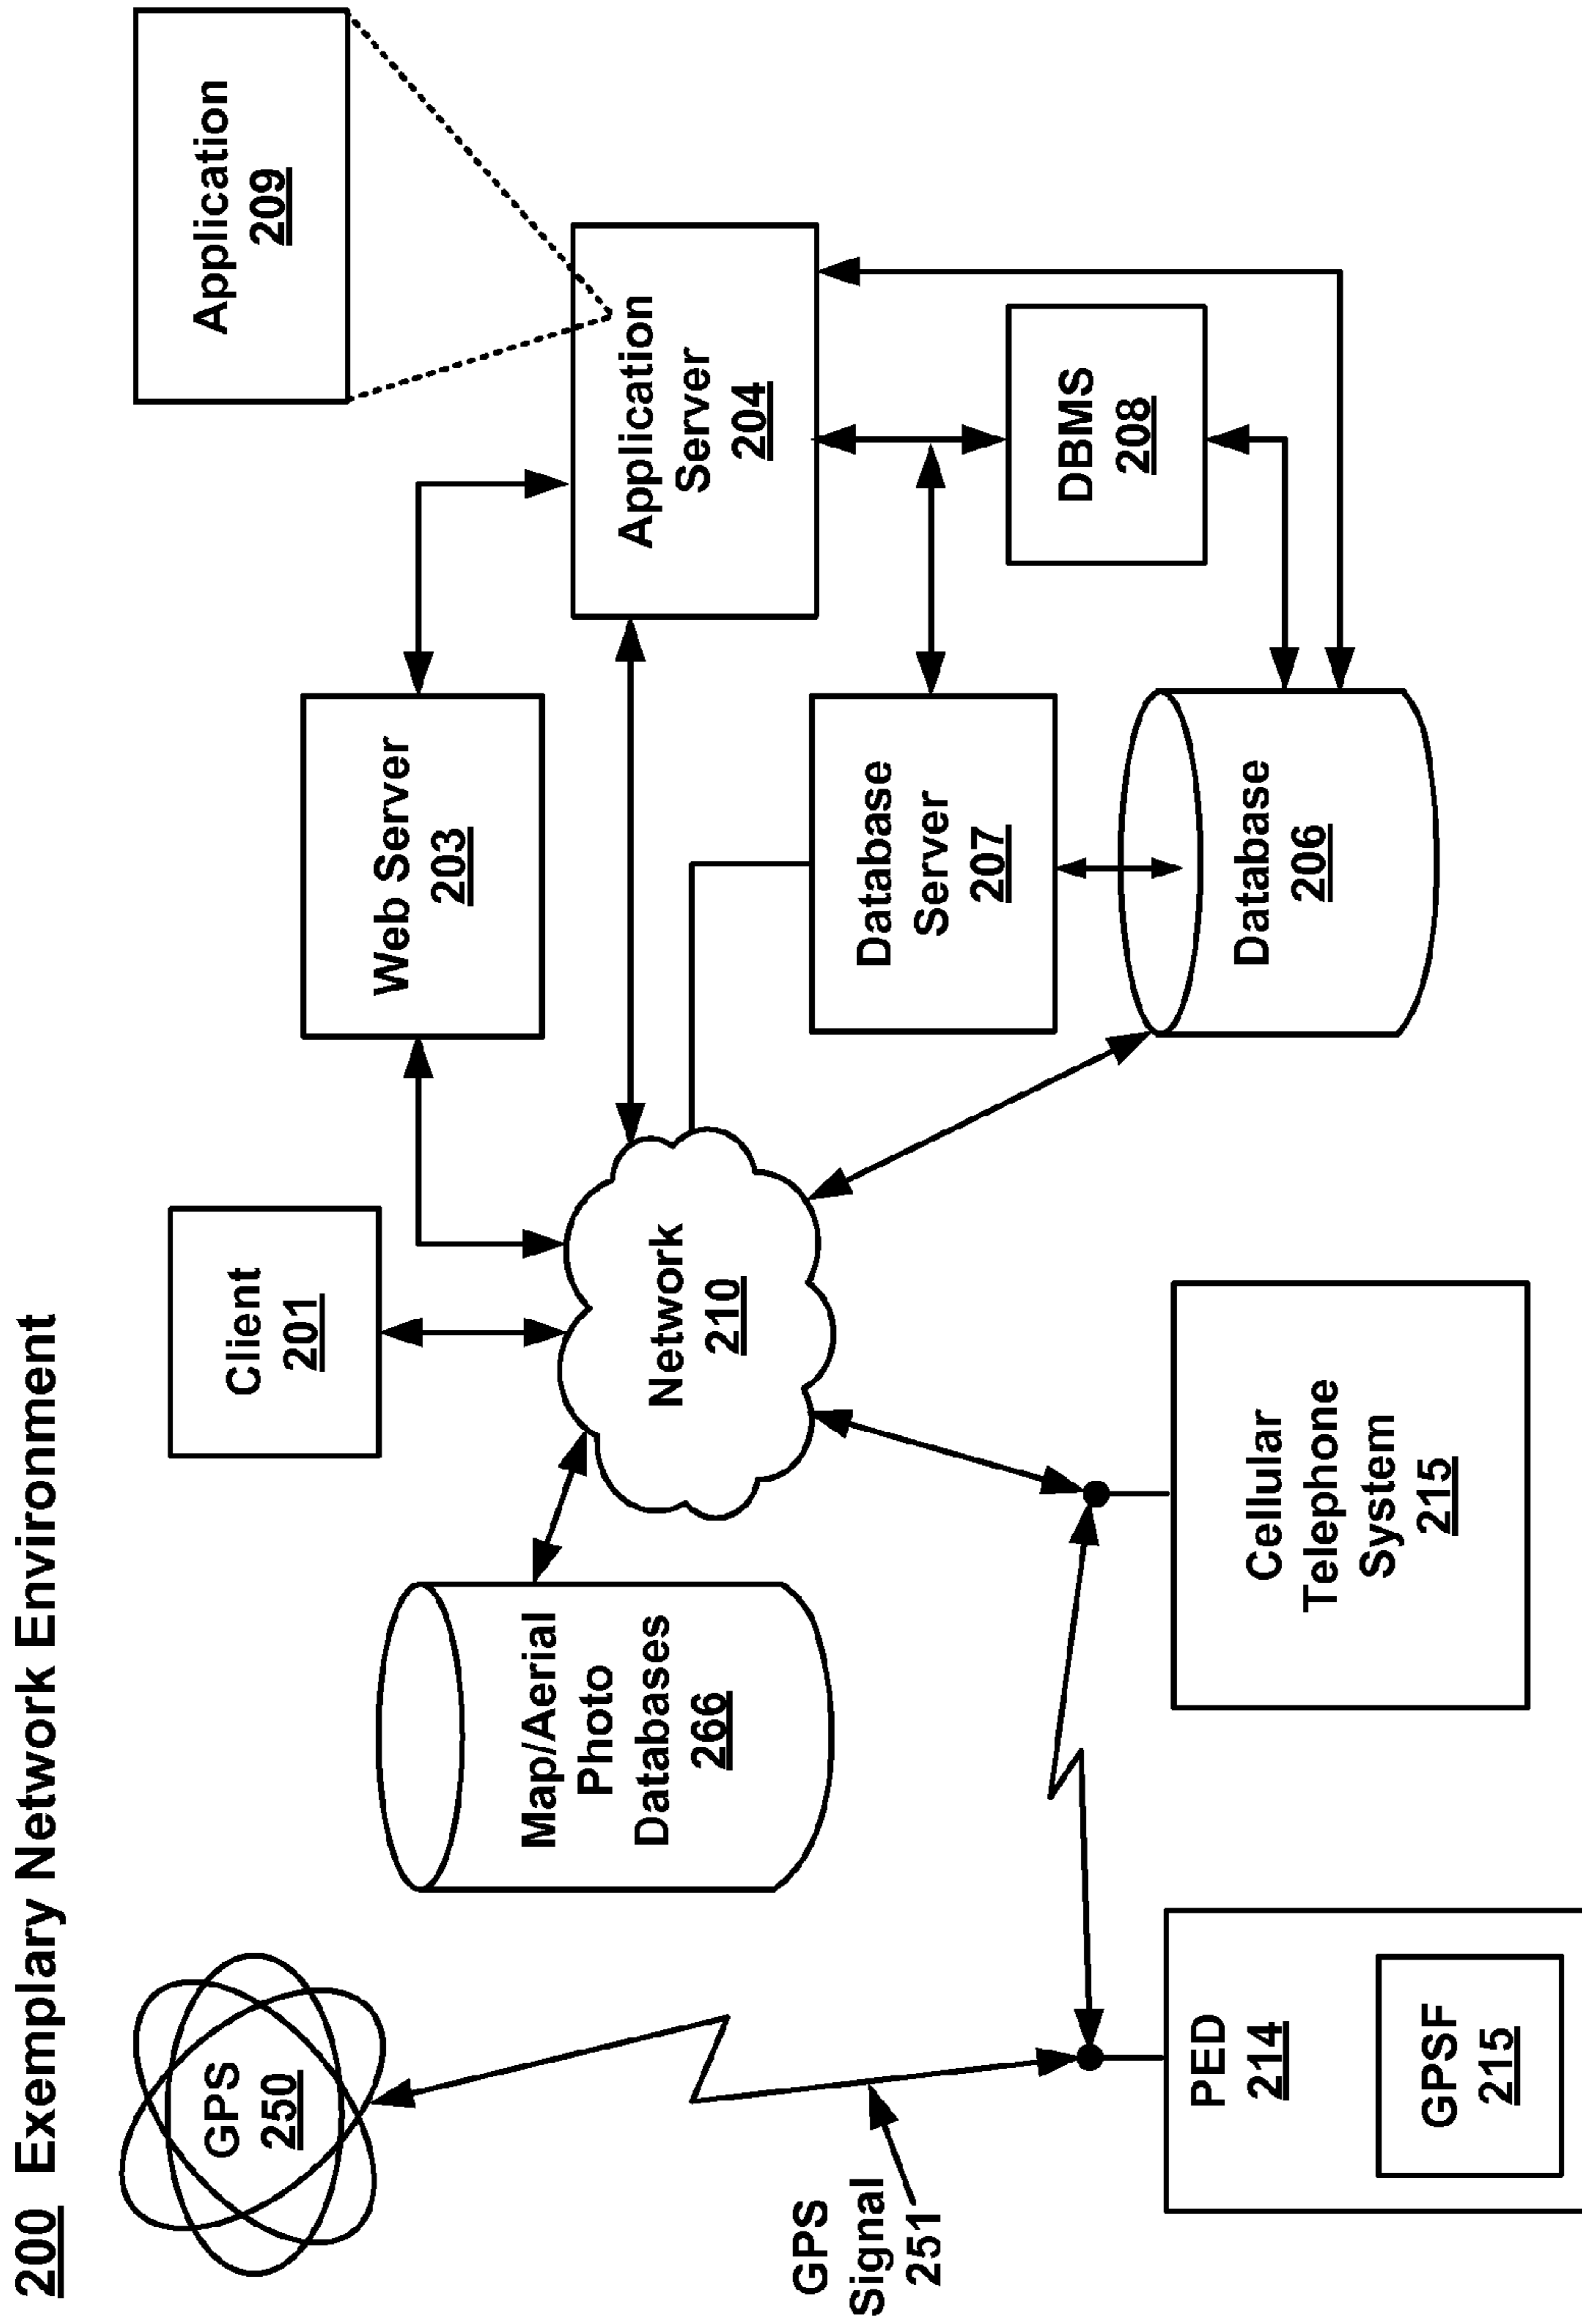 200 Exemplary Network Environment
GPS
250
Map/Aerial
Photo
Databases
266
Client
201
Web Server
203
Application
209
Network
210
Application
Server
204
GPS
Signal
251
Database
Server
207
DBMS
208
PED
214
GPSF
215
Cellular
Telephone
System
215
Database
206